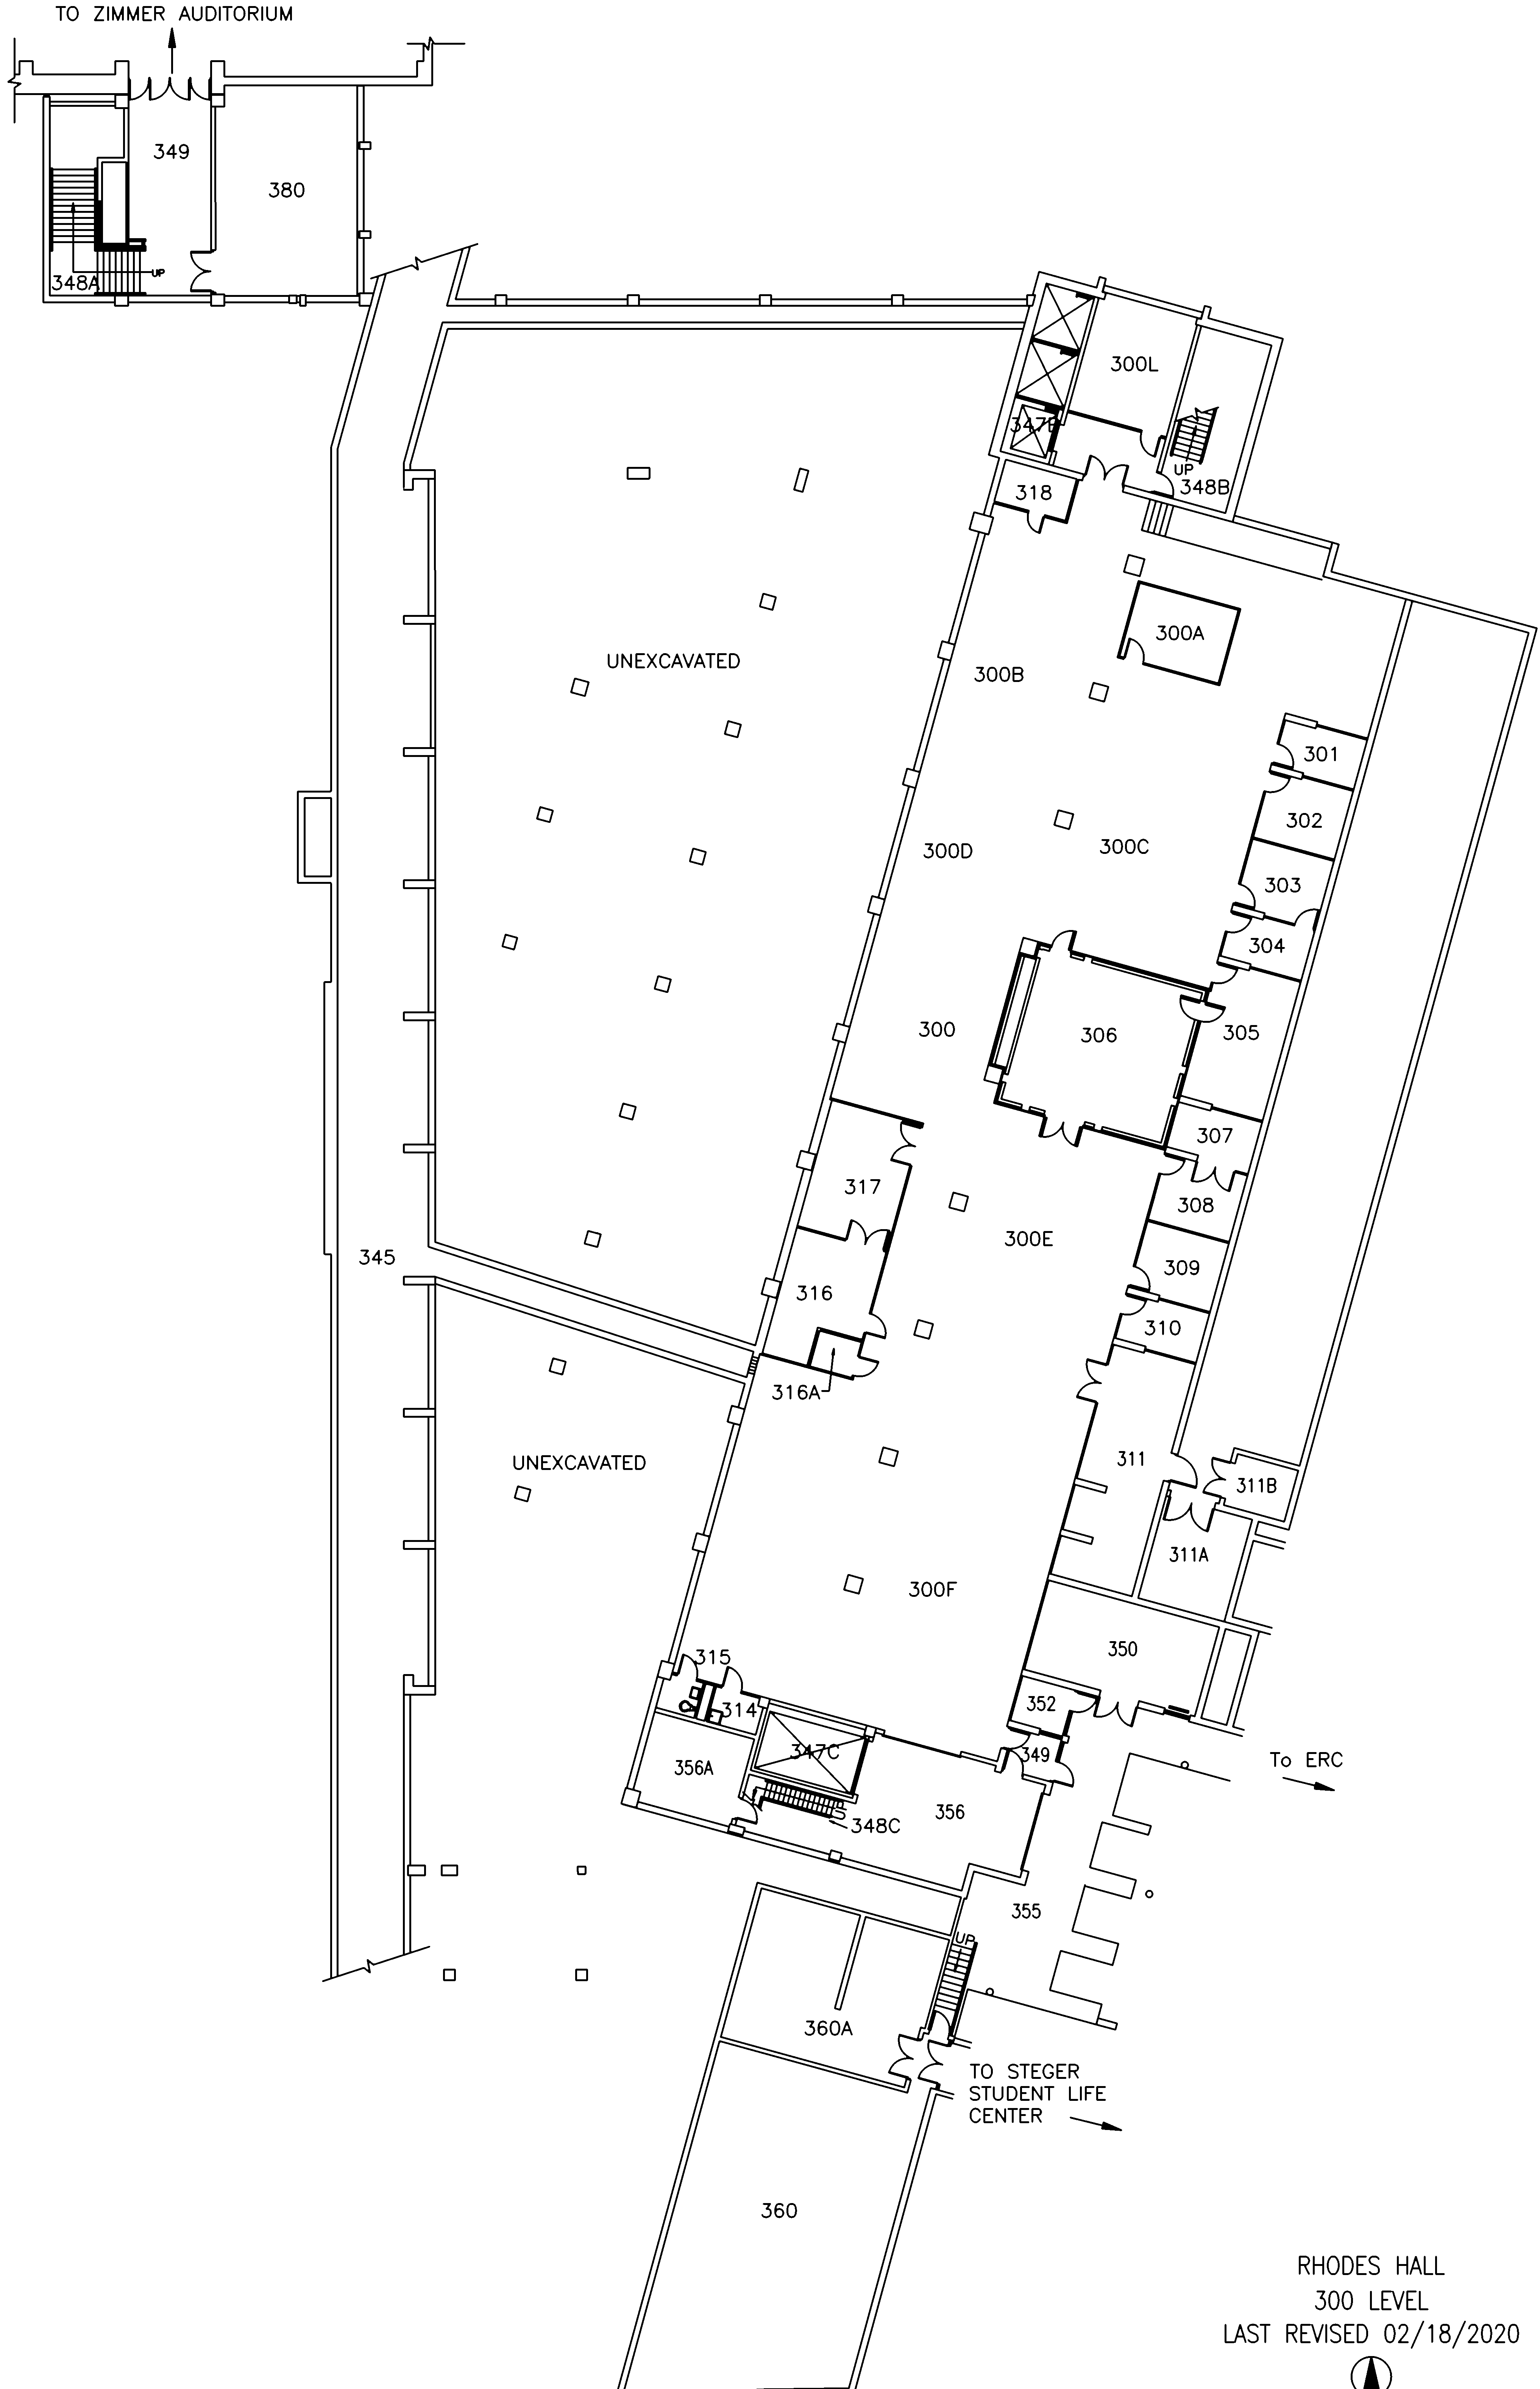 TO ZIMMER AUDITORIUM
349
380
348A
UP
300L
347B
UP
348B
318
300A
UNEXCAVATED
300B
301
302
300D
300C
303
304
300
306
305
307
317
308
300E
345
309
316
310
316A
311
UNEXCAVATED
311B
311A
300F
350
315
352
314
347C
349
To ERC
356A
356
348C
355
UP
360A
TO STEGER
STUDENT LIFE
CENTER
360
RHODES HALL
300 LEVEL
LAST REVISED 02/18/2020